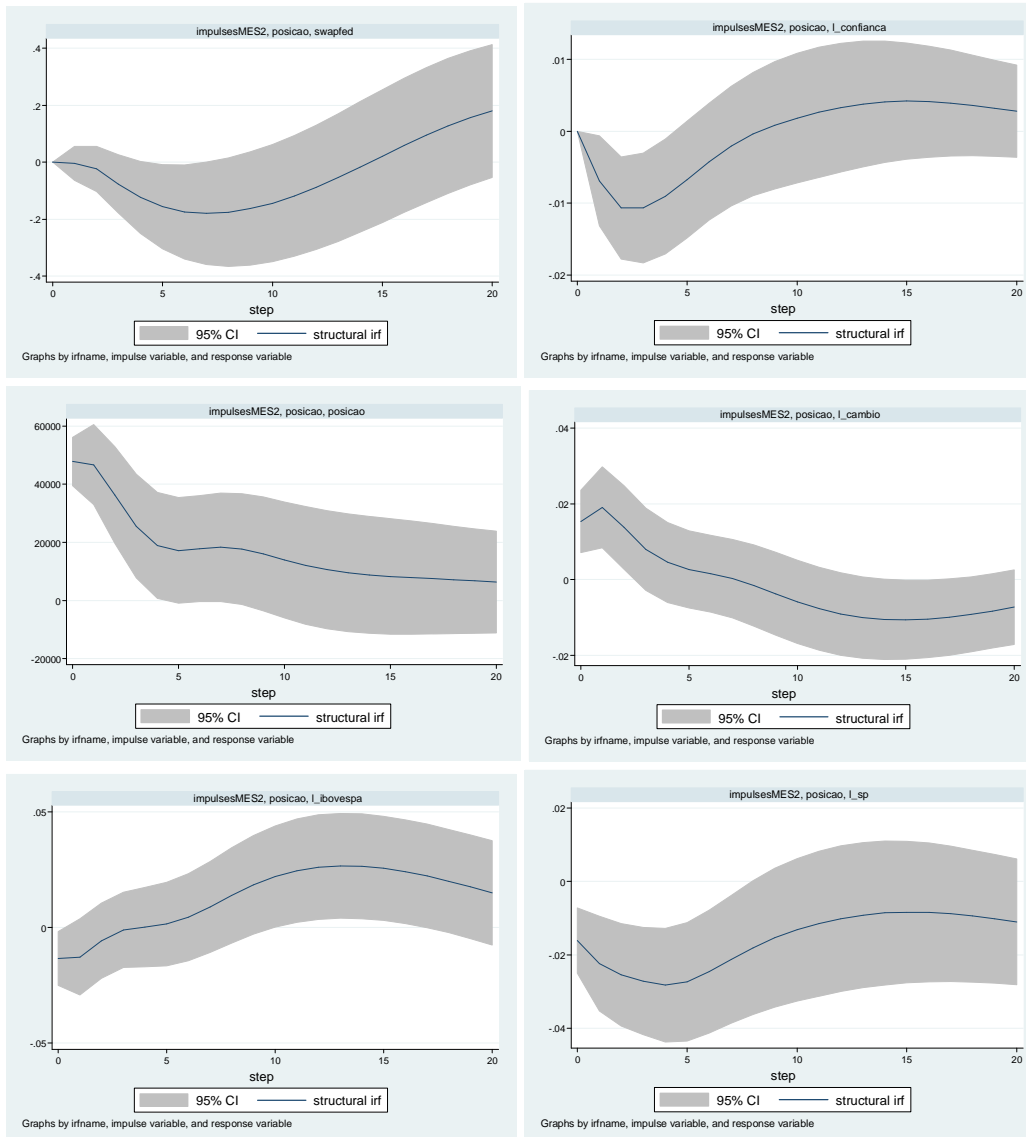 impulsesMES2, posicao, swapfed
.4
.2
0
-.2
-.4
0 5 10 15 20
step
95% CI structural irf
Graphs by irfname, impulse variable, and response variable
impulsesMES2, posicao, l_confianca
.01
0
-.01
-.02
0 5 10 15 20
step
95% CI structural irf
Graphs by irfname, impulse variable, and response variable
impulsesMES2, posicao, posicao
60000
40000
20000
0
-20000
0 5 10 15 20
step
95% CI structural irf
Graphs by irfname, impulse variable, and response variable
impulsesMES2, posicao, l_cambio
.04
.02
0
-.02
0 5 10 15 20
step
95% CI structural irf
Graphs by irfname, impulse variable, and response variable
impulsesMES2, posicao, l_ibovespa
.05
0
-.05
0 5 10 15 20
step
95% CI structural irf
Graphs by irfname, impulse variable, and response variable
impulsesMES2, posicao, l_sp
.02
0
-.02
-.04
0 5 10 15 20
step
95% CI structural irf
Graphs by irfname, impulse variable, and response variable